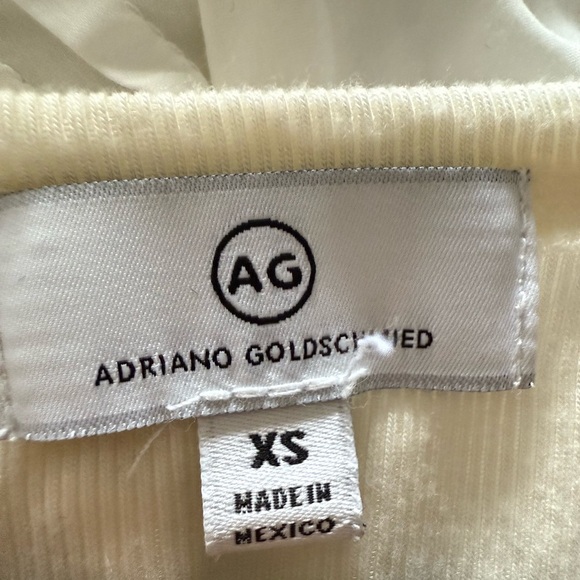 AG
ADRIANO GOLDSCHMIED
XS
MADE IN
MEXICO